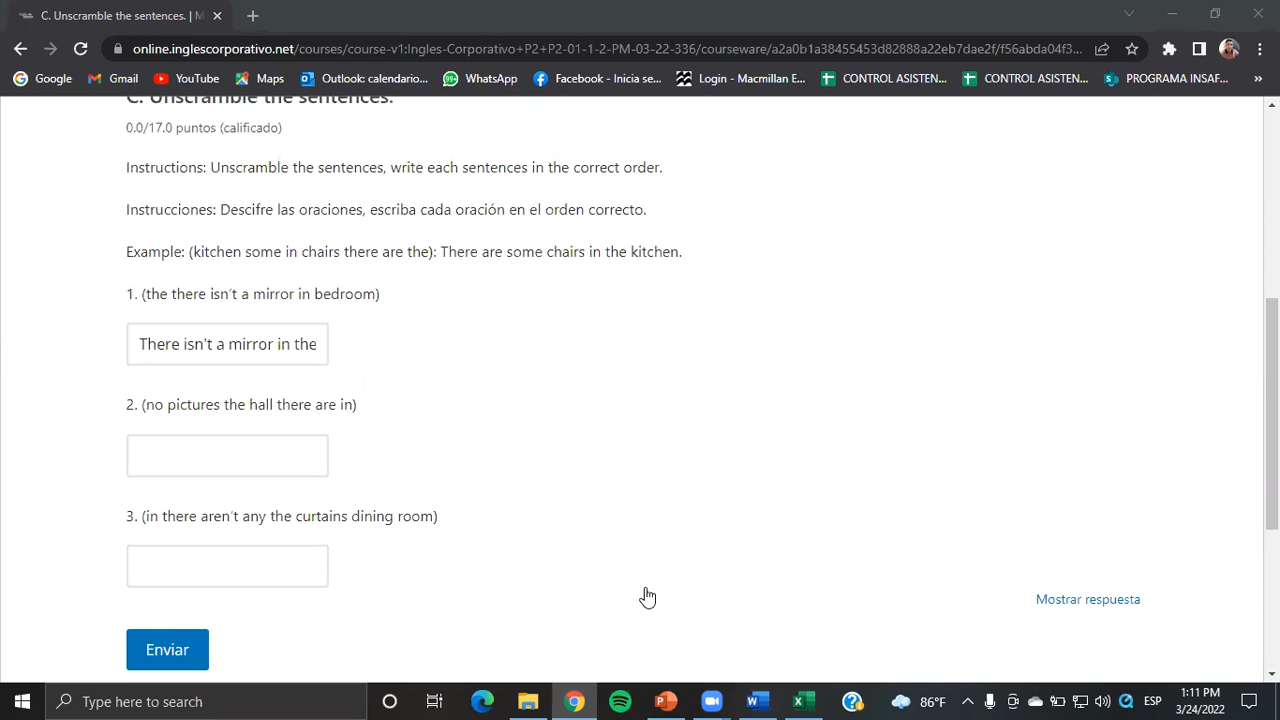 C. Unscramble the sentences. | M
online.inglescorporativo.net/courses/course-v1:Ingles-Corporativo+P2+P2-01-1-2-PM-03-22-336/courseware/a2a0b1a38455453d82888a22eb7dae2f/f56abda04f3...
Google Gmail YouTube Maps Outlook: calendario... WhatsApp Facebook - Inicia se... Login - Macmillan E... CONTROL ASISTEN... CONTROL ASISTEN... PROGRAMA INSAF... »
C. Unscramble the sentences.
0.0/17.0 puntos (calificado)
Instructions: Unscramble the sentences, write each sentences in the correct order.
Instrucciones: Descifre las oraciones, escriba cada oración en el orden correcto.
Example: (kitchen some in chairs there are the): There are some chairs in the kitchen.
1. (the there isn´t a mirror in bedroom)
There isn't a mirror in the
2. (no pictures the hall there are in)
3. (in there aren´t any the curtains dining room)
Mostrar respuesta
Enviar
Type here to search
86°F
ESP
1:11 PM
3/24/2022